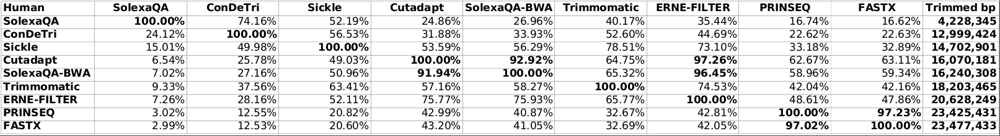 Human SolexaQA ConDeTri Sickle Cutadapt SolexaQA-BWA Trimmomatic ERNE-FILTER PRINSEQ FASTX Trimmed bp
SolexaQA 100.00% 74.16% 52.19% 24.86% 26.96% 40.17% 35.44% 16.74% 16.62% 4,228,345
ConDeTri 24.12% 100.00% 56.53% 31.88% 33.93% 52.60% 44.69% 22.62% 22.63% 12,999,424
Sickle 15.01% 49.98% 100.00% 53.59% 56.29% 78.51% 73.10% 33.18% 32.89% 14,702,901
Cutadapt 6.54% 25.78% 49.03% 100.00% 92.92% 64.75% 97.26% 62.67% 63.11% 16,070,181
SolexaQA-BWA 7.02% 27.16% 50.96% 91.94% 100.00% 65.32% 96.45% 58.96% 59.34% 16,240,308
Trimmomatic 9.33% 37.56% 63.41% 57.16% 58.27% 100.00% 74.53% 42.04% 42.16% 18,203,465
ERNE-FILTER 7.26% 28.16% 52.11% 75.77% 75.93% 65.77% 100.00% 48.61% 47.86% 20,628,249
PRINSEQ 3.02% 12.55% 20.82% 42.99% 40.87% 32.67% 42.81% 100.00% 97.23% 23,425,431
FASTX 2.99% 12.53% 20.60% 43.20% 41.05% 32.69% 42.05% 97.02% 100.00% 23,477,433